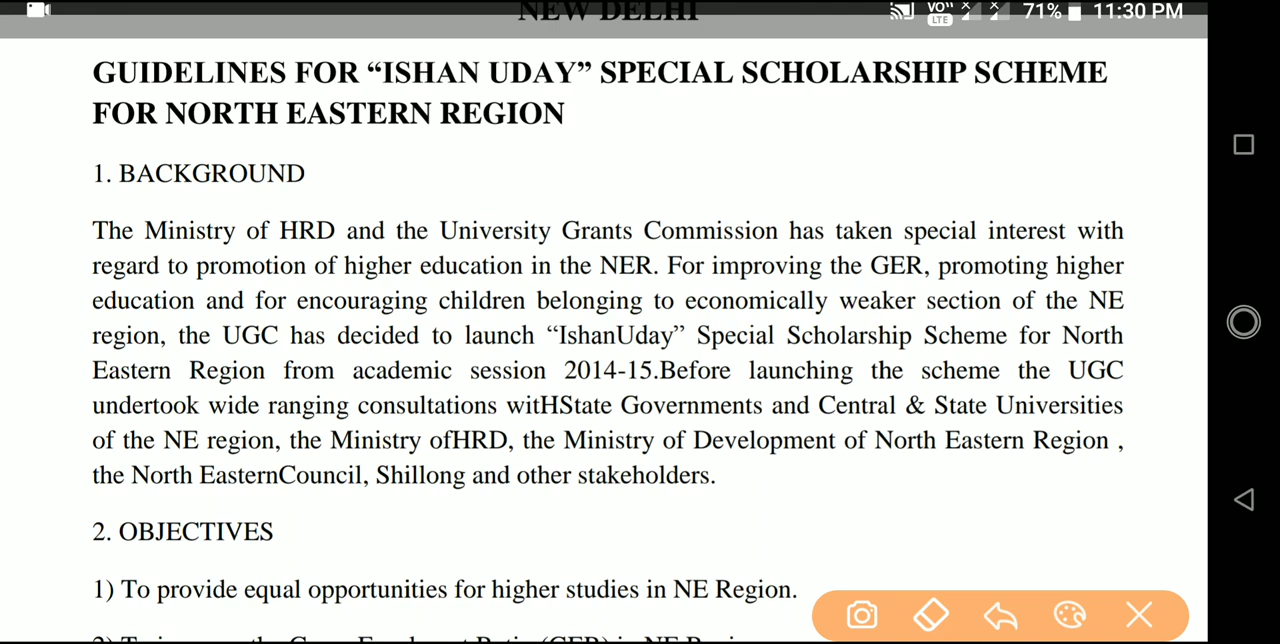 NEW DELHI
VO
LTE
71% 11:30 PM
GUIDELINES FOR “ISHAN UDAY” SPECIAL SCHOLARSHIP SCHEME
FOR NORTH EASTERN REGION
1. BACKGROUND
The Ministry of HRD and the University Grants Commission has taken special interest with
regard to promotion of higher education in the NER. For improving the GER, promoting higher
education and for encouraging children belonging to economically weaker section of the NE
region, the UGC has decided to launch “IshanUday” Special Scholarship Scheme for North
Eastern Region from academic session 2014-15.Before launching the scheme the UGC
undertook wide ranging consultations witHState Governments and Central & State Universities
of the NE region, the Ministry ofHRD, the Ministry of Development of North Eastern Region ,
the North EasternCouncil, Shillong and other stakeholders.
2. OBJECTIVES
1) To provide equal opportunities for higher studies in NE Region.